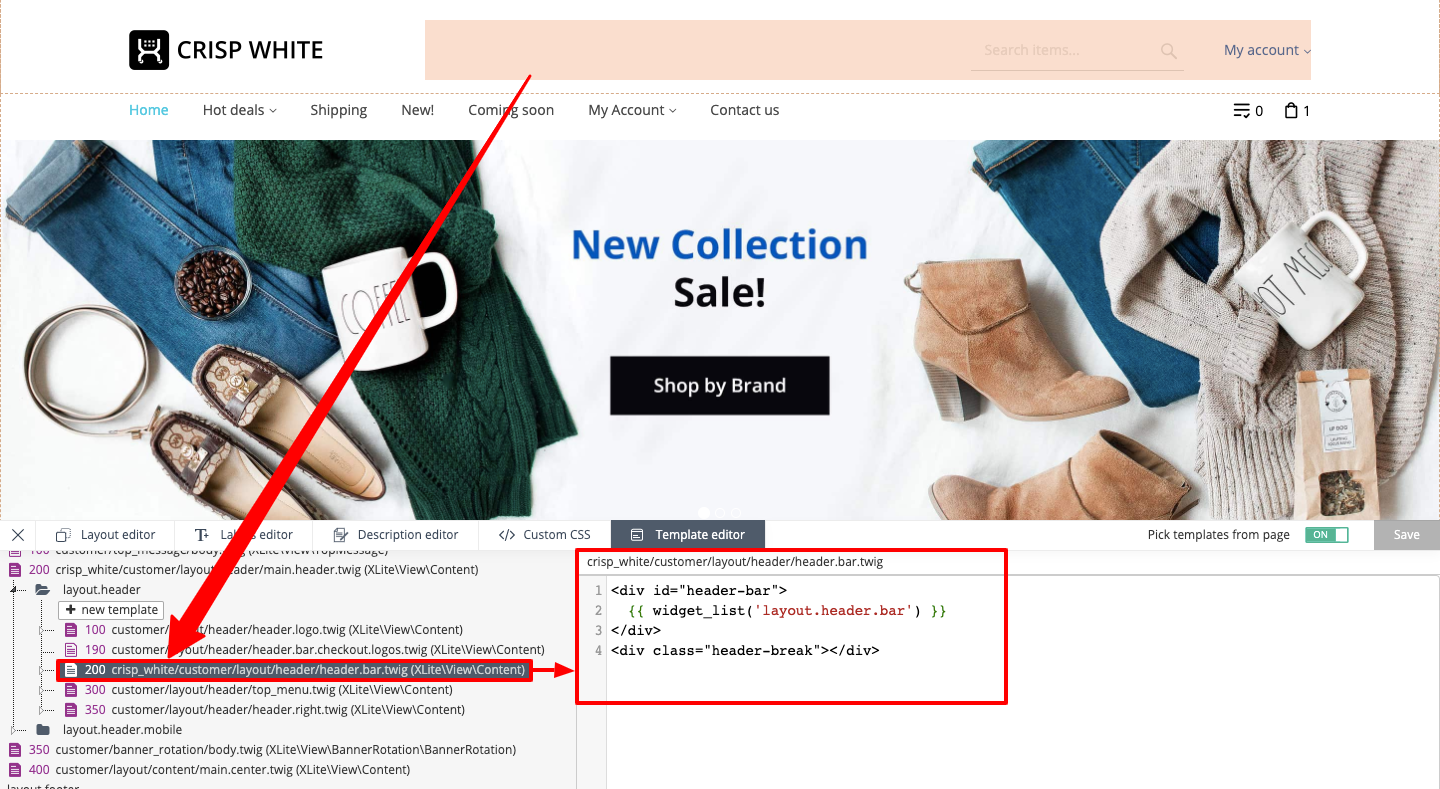 CRISP WHITE
Search items...
My account
Home Hot deals Shipping New! Coming soon My Account Contact us 0 1
New Collection
Sale!
COFFEE
Shop by Brand
Layout editor Labels editor Description editor Custom CSS Template editor Pick templates from page ON Save
100 customer/top_message/body.twig (XLite\View\TopMessage)
200 crisp_white/customer/layout/header/main.header.twig (XLite\View\Content)
layout.header
+ new template
100 customer/layout/header/header.logo.twig (XLite\View\Content)
190 customer/layout/header/header.bar.checkout.logos.twig (XLite\View\Content)
200 crisp_white/customer/layout/header/header.bar.twig (XLite\View\Content)
300 customer/layout/header/top_menu.twig (XLite\View\Content)
350 customer/layout/header/header.right.twig (XLite\View\Content)
layout.header.mobile
350 customer/banner_rotation/body.twig (XLite\View\BannerRotation\BannerRotation)
400 customer/layout/content/main.center.twig (XLite\View\Content)
layout.footer
crisp_white/customer/layout/header/header.bar.twig
1 <div id="header-bar">
2 {{ widget_list('layout.header.bar') }}
3 </div>
4 <div class="header-break"></div>